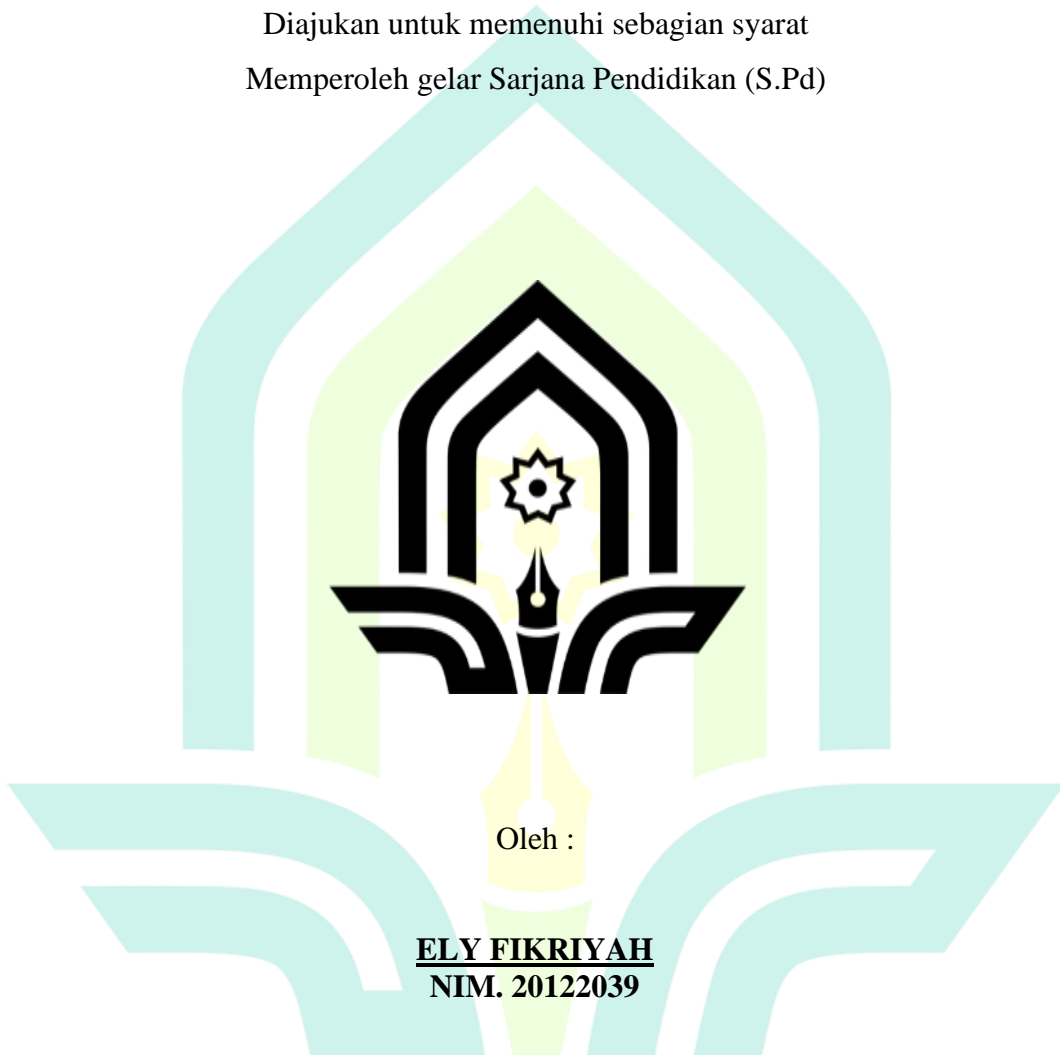 Diajukan untuk memenuhi sebagian syarat
Memperoleh gelar Sarjana Pendidikan (S.Pd)
Oleh :
ELY FIKRIYAH
NIM. 20122039